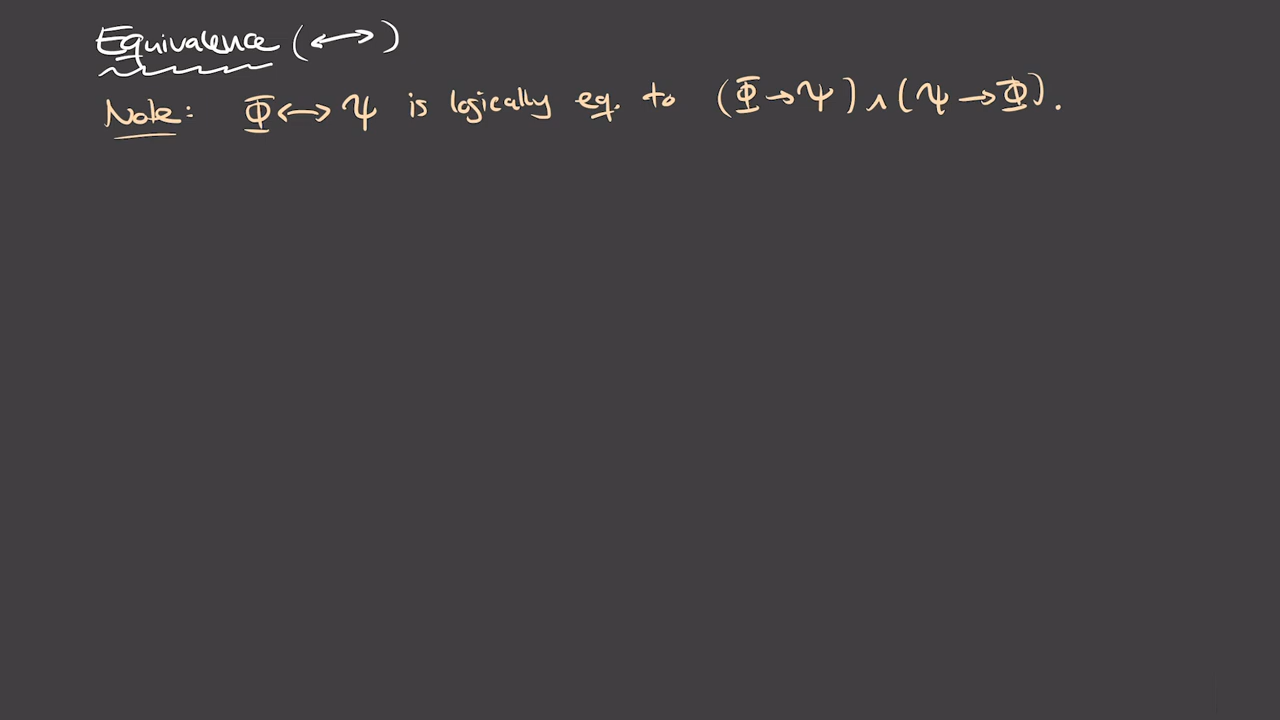 Equivalence (↔)
Note: Φ ↔ Ψ is logically eq. to (Φ → Ψ) ∧ (Ψ → Φ).